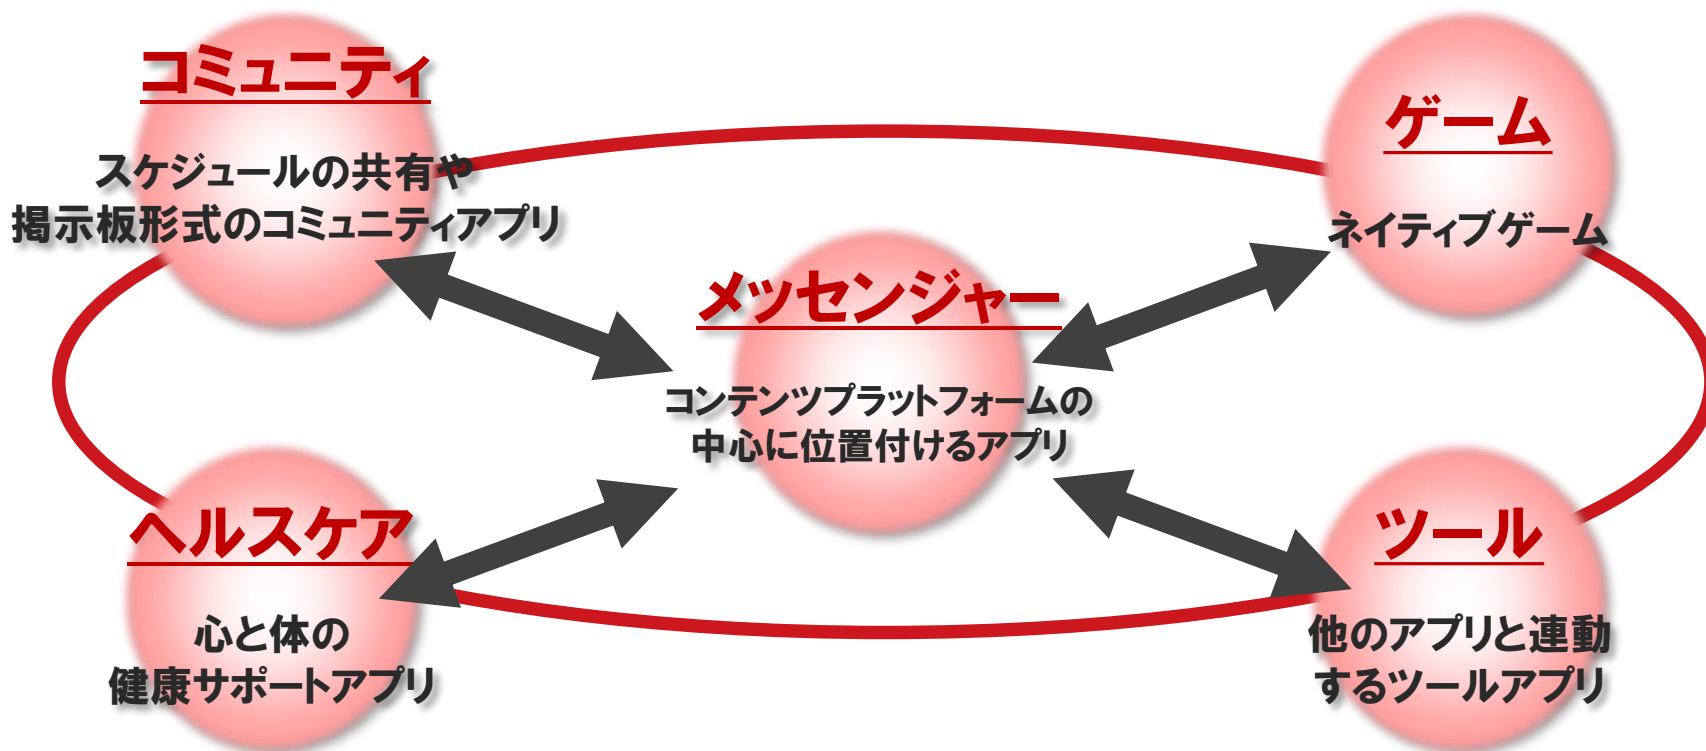 コミュニティ
スケジュールの共有や
掲示板形式のコミュニティアプリ
ゲーム
ネイティブゲーム
メッセンジャー
コンテンツプラットフォームの
中心に位置付けるアプリ
ヘルスケア
心と体の
健康サポートアプリ
ツール
他のアプリと連動
するツールアプリ